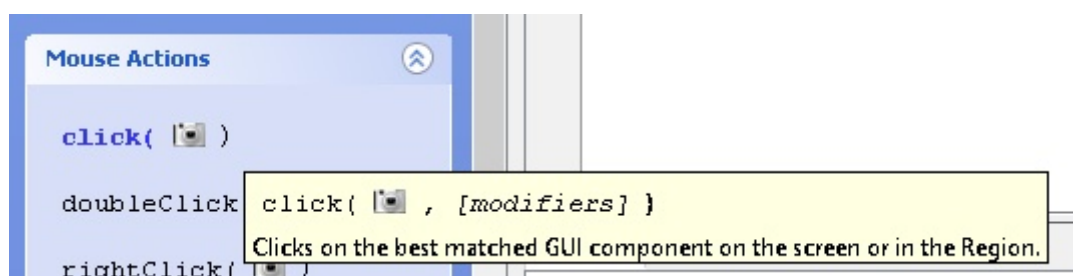 Mouse Actions
click( )
doubleClick
click( , [modifiers] )
Clicks on the best matched GUI component on the screen or in the Region.
rightClick( )